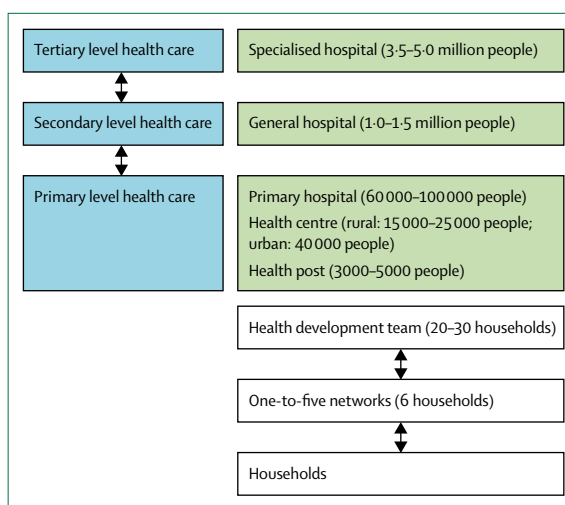 Tertiary level health care
Specialised hospital (3·5–5·0 million people)
Secondary level health care
General hospital (1·0–1·5 million people)
Primary level health care
Primary hospital (60 000–100 000 people)
Health centre (rural: 15 000–25 000 people;
urban: 40 000 people)
Health post (3000–5000 people)
Health development team (20–30 households)
One-to-five networks (6 households)
Households